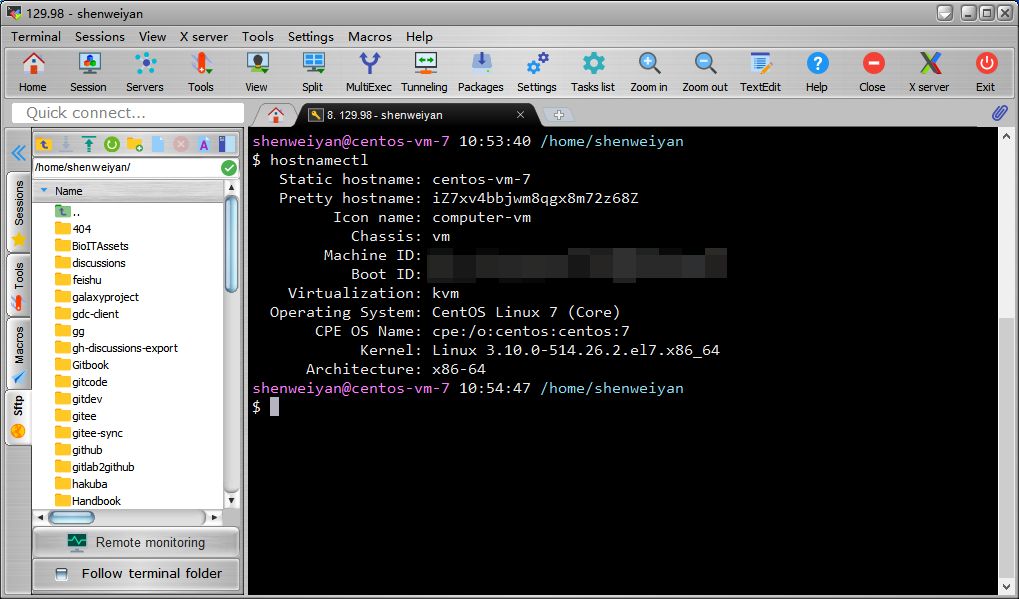 129.98 - shenweiyan
Terminal Sessions View X server Tools Settings Macros Help
Home Session Servers Tools View Split MultiExec Tunneling Packages Settings Tasks list Zoom in Zoom out TextEdit Help Close X server Exit
Quick connect...
8. 129.98 - shenweiyan
/home/shenweiyan/
Name
..
404
BioITAssets
discussions
feishu
galaxyproject
gdc-client
gg
gh-discussions-export
Gitbook
gitcode
gitdev
gitee
gitee-sync
github
gitlab2github
hakuba
Handbook
Sessions
Tools
Macros
Sftp
Remote monitoring
Follow terminal folder
shenweiyan@centos-vm-7 10:53:40 /home/shenweiyan
$ hostnamectl
Static hostname: centos-vm-7
Pretty hostname: iZ7xv4bbjwm8qgx8m72z68Z
Icon name: computer-vm
Chassis: vm
Machine ID:
Boot ID:
Virtualization: kvm
Operating System: CentOS Linux 7 (Core)
CPE OS Name: cpe:/o:centos:centos:7
Kernel: Linux 3.10.0-514.26.2.el7.x86_64
Architecture: x86-64
shenweiyan@centos-vm-7 10:54:47 /home/shenweiyan
$